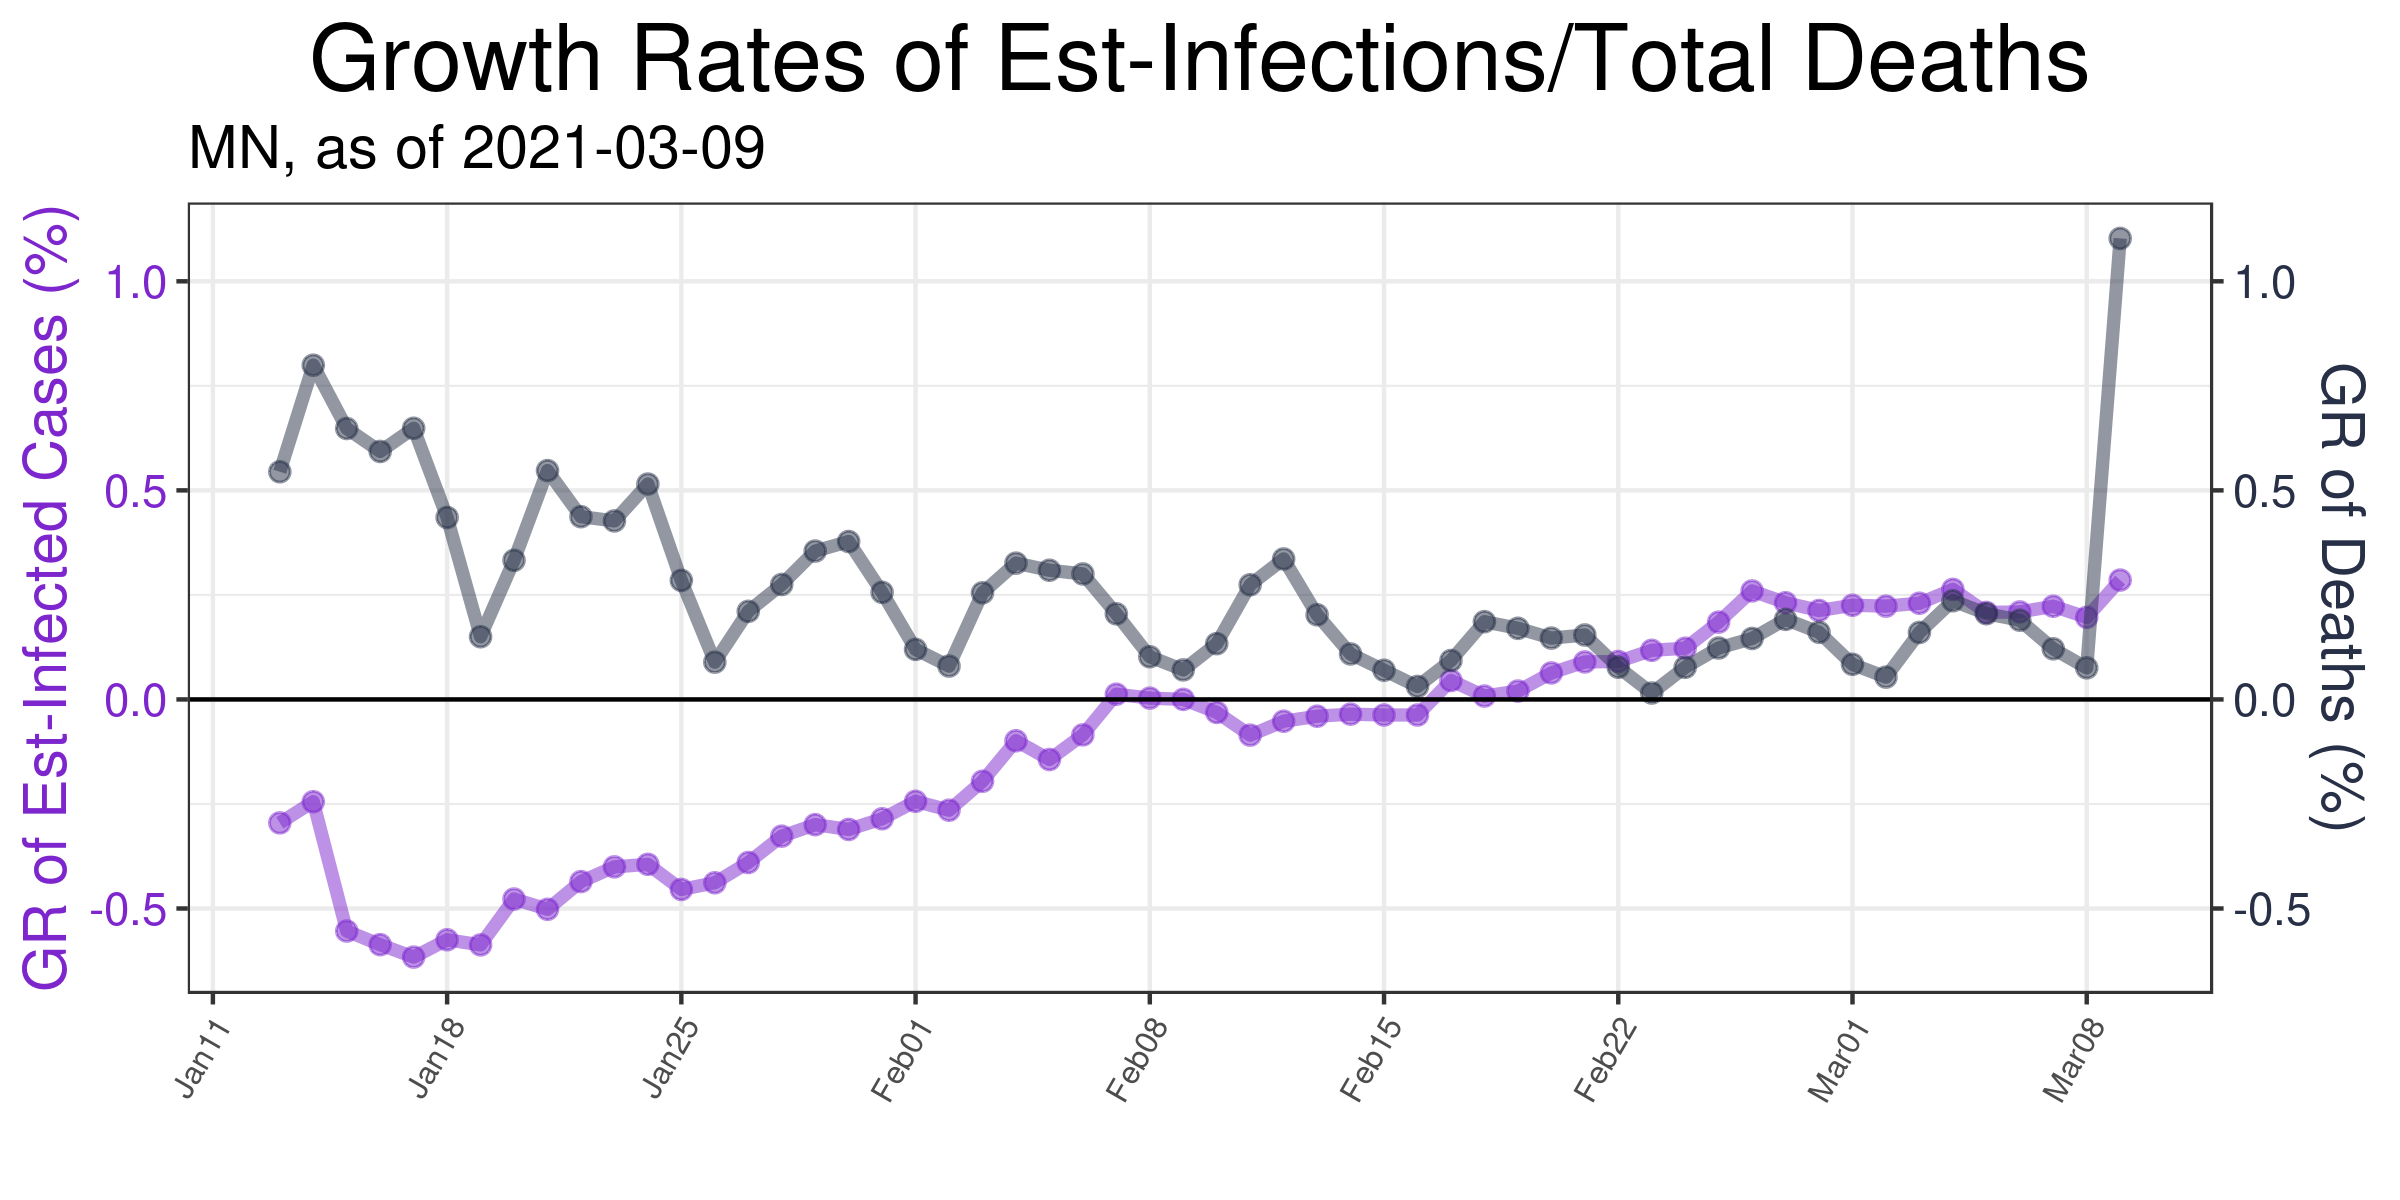 Growth Rates of Est-Infections/Total Deaths
MN, as of 2021-03-09
GR of Est-Infected Cases (%)
1.0
0.5
0.0
-0.5
1.0
0.5
0.0
-0.5
GR of Deaths (%)
Jan11
Jan18
Jan25
Feb01
Feb08
Feb15
Feb22
Mar01
Mar08